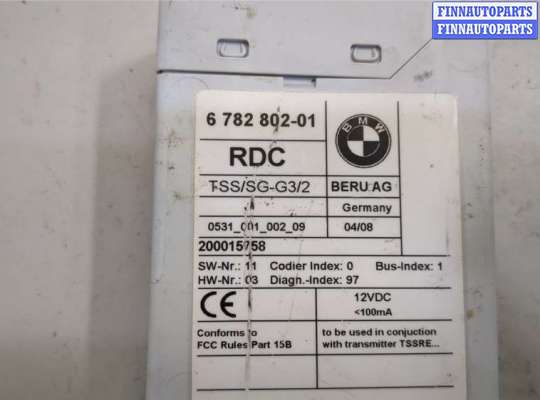 FINNAUTOPARTS
FINNAUTOPARTS
6 782 802-01
BMW
RDC
TSS/SG-G3/2
BERU AG
Germany
0531_001_002_09
04/08
200015758
SW-Nr.: 11 Codier Index: 0 Bus-Index: 1
HW-Nr.: 03 Diagn.-Index: 97
CE
12VDC
<100mA
Conforms to
FCC Rules Part 15B
to be used in conjuction
with transmitter TSSRE...